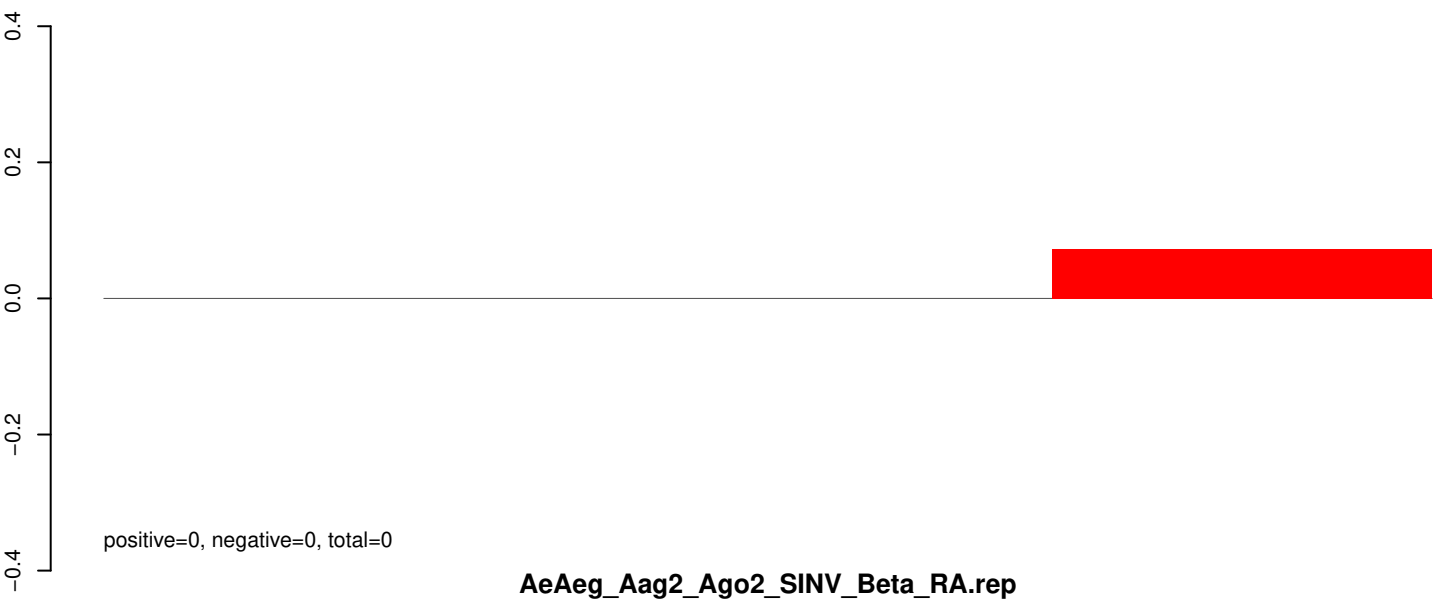 0.4
0.2
0.0
−0.2
−0.4
positive=0, negative=0, total=0
AeAeg_Aag2_Ago2_SINV_Beta_RA.rep